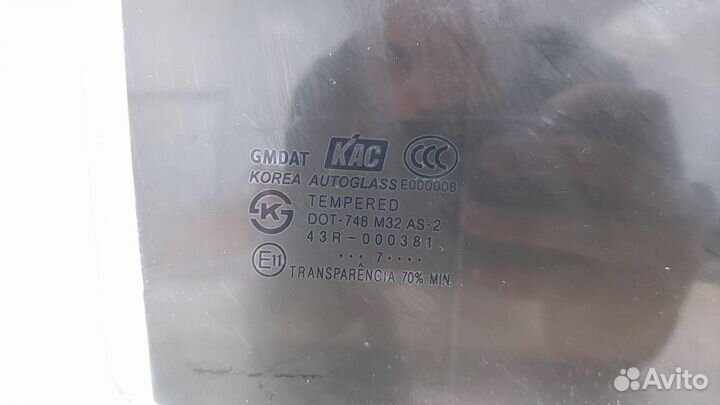 GMDAT KAC CCC
KOREA AUTOGLASS E000008
TEMPERED
DOT-748 M32 AS-2
43R-000381
... 7 ....
E11 TRANSPARÊNCIA 70% MIN.
Avito